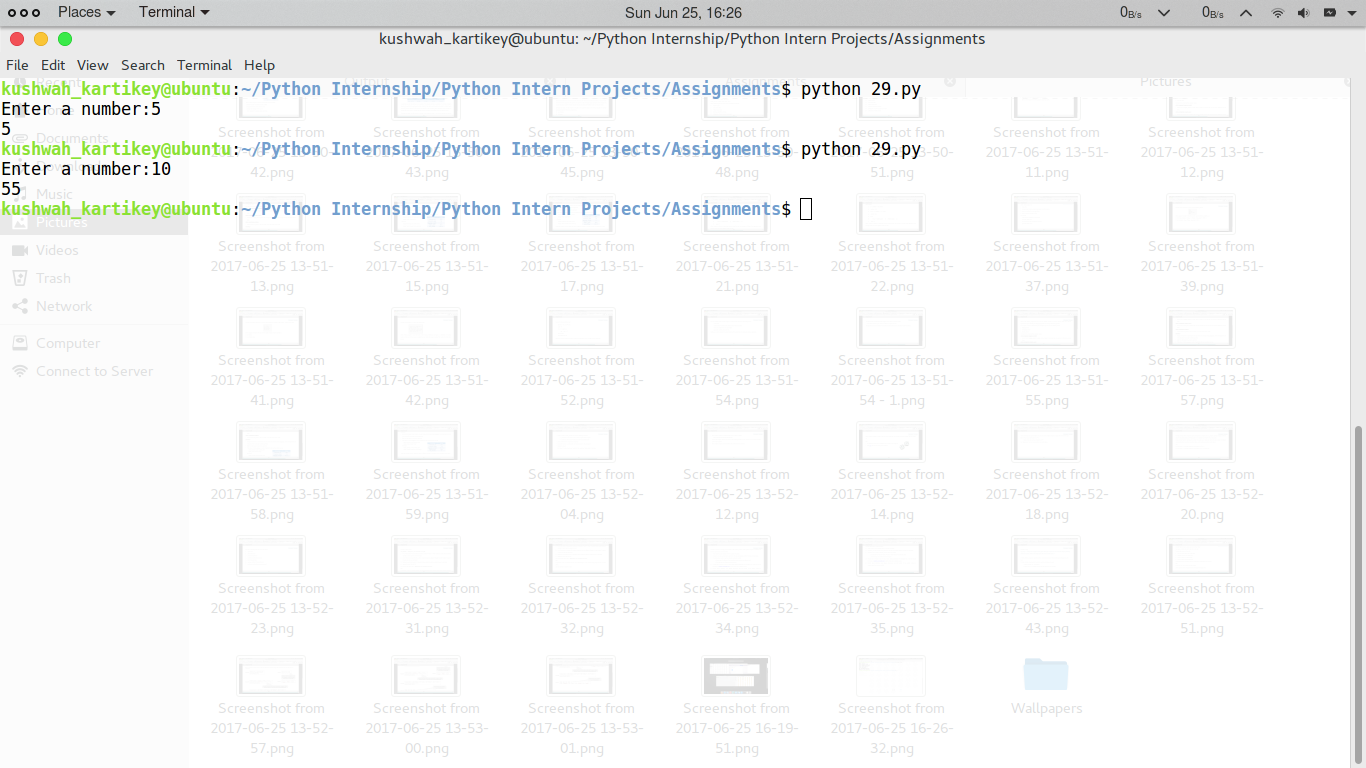 Places Terminal Sun Jun 25, 16:26 0B/s 0B/s
kushwah_kartikey@ubuntu: ~/Python Internship/Python Intern Projects/Assignments
File Edit View Search Terminal Help
kushwah_kartikey@ubuntu:~/Python Internship/Python Intern Projects/Assignments$ python 29.py
Enter a number:5
5
kushwah_kartikey@ubuntu:~/Python Internship/Python Intern Projects/Assignments$ python 29.py
Enter a number:10
55
kushwah_kartikey@ubuntu:~/Python Internship/Python Intern Projects/Assignments$
Recent
Output Assignments Pictures
Documents
Music
Pictures
Videos
Trash
Network
Computer
Connect to Server
Screenshot from Screenshot from Screenshot from Screenshot from Screenshot from Screenshot from Screenshot from
2017-06-25 13-51- 2017-06-25 13-51-
42.png 43.png 45.png 48.png 51.png 11.png 12.png
Screenshot from Screenshot from Screenshot from Screenshot from Screenshot from Screenshot from Screenshot from
2017-06-25 13-51- 2017-06-25 13-51- 2017-06-25 13-51- 2017-06-25 13-51- 2017-06-25 13-51- 2017-06-25 13-51- 2017-06-25 13-51-
13.png 15.png 17.png 21.png 22.png 37.png 39.png
Screenshot from Screenshot from Screenshot from Screenshot from Screenshot from Screenshot from Screenshot from
2017-06-25 13-51- 2017-06-25 13-51- 2017-06-25 13-51- 2017-06-25 13-51- 2017-06-25 13-51- 2017-06-25 13-51- 2017-06-25 13-51-
41.png 42.png 52.png 54.png 54 - 1.png 55.png 57.png
Screenshot from Screenshot from Screenshot from Screenshot from Screenshot from Screenshot from Screenshot from
2017-06-25 13-51- 2017-06-25 13-51- 2017-06-25 13-52- 2017-06-25 13-52- 2017-06-25 13-52- 2017-06-25 13-52- 2017-06-25 13-52-
58.png 59.png 04.png 12.png 14.png 18.png 20.png
Screenshot from Screenshot from Screenshot from Screenshot from Screenshot from Screenshot from Screenshot from
2017-06-25 13-52- 2017-06-25 13-52- 2017-06-25 13-52- 2017-06-25 13-52- 2017-06-25 13-52- 2017-06-25 13-52- 2017-06-25 13-52-
23.png 31.png 32.png 34.png 35.png 43.png 51.png
Screenshot from Screenshot from Screenshot from Screenshot from Screenshot from Wallpapers
2017-06-25 13-52- 2017-06-25 13-53- 2017-06-25 13-53- 2017-06-25 16-19- 2017-06-25 16-26-
57.png 00.png 01.png 51.png 32.png